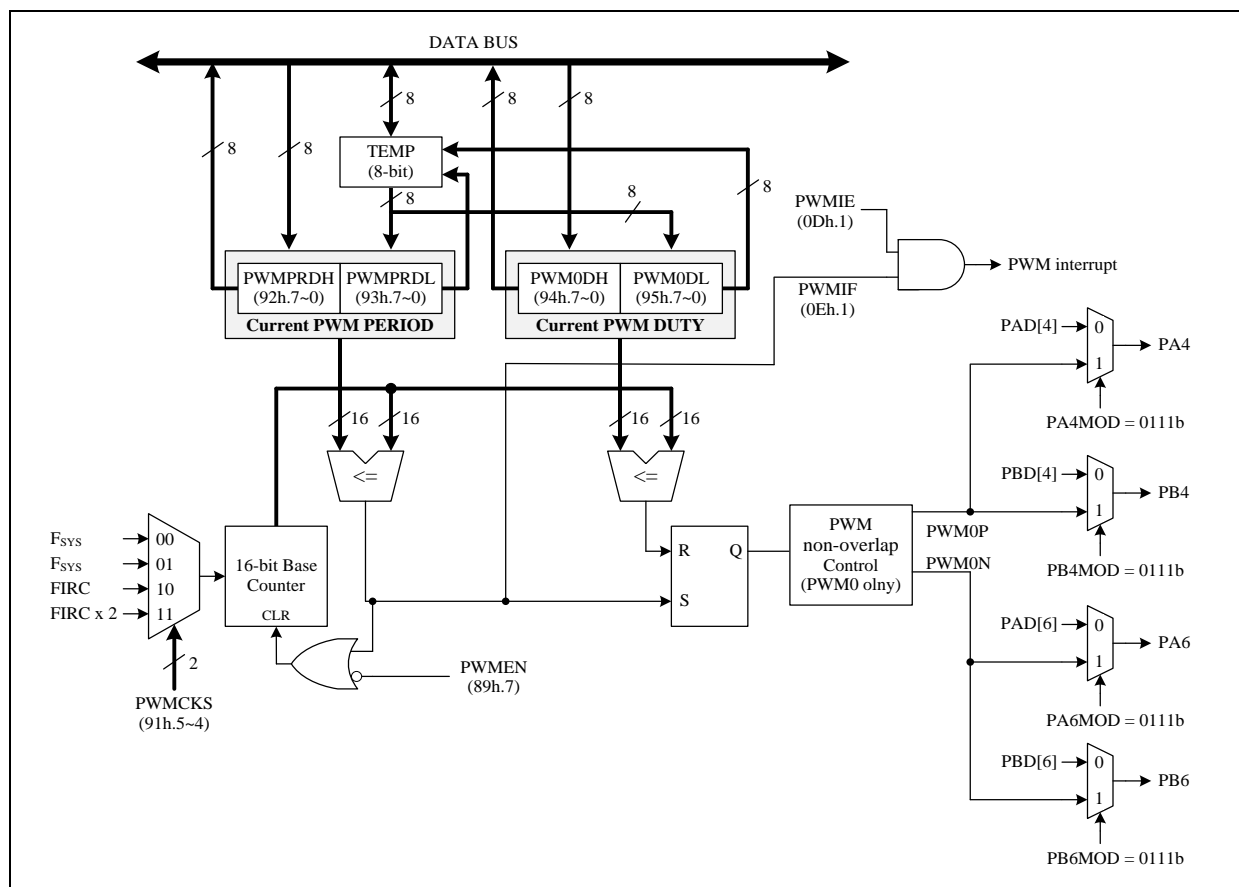 DATA BUS
8
8
8
8
8
TEMP
(8-bit)
8
8
8
PWMPRDH
(92h.7~0)
PWMPRDL
(93h.7~0)
Current PWM PERIOD
PWM0DH
(94h.7~0)
PWM0DL
(95h.7~0)
Current PWM DUTY
PWMIE
(0Dh.1)
PWMIF
(0Eh.1)
PWM interrupt
16
16
16
16
<=
<=
FSYS
FSYS
FIRC
FIRC x 2
00
01
10
11
2
PWMCKS
(91h.5~4)
16-bit Base
Counter
CLR
PWMEN
(89h.7)
R
S
Q
PWM
non-overlap
Control
(PWM0 olny)
PWM0P
PWM0N
PAD[4]
0
1
PA4
PA4MOD = 0111b
PBD[4]
0
1
PB4
PB4MOD = 0111b
PAD[6]
0
1
PA6
PA6MOD = 0111b
PBD[6]
0
1
PB6
PB6MOD = 0111b